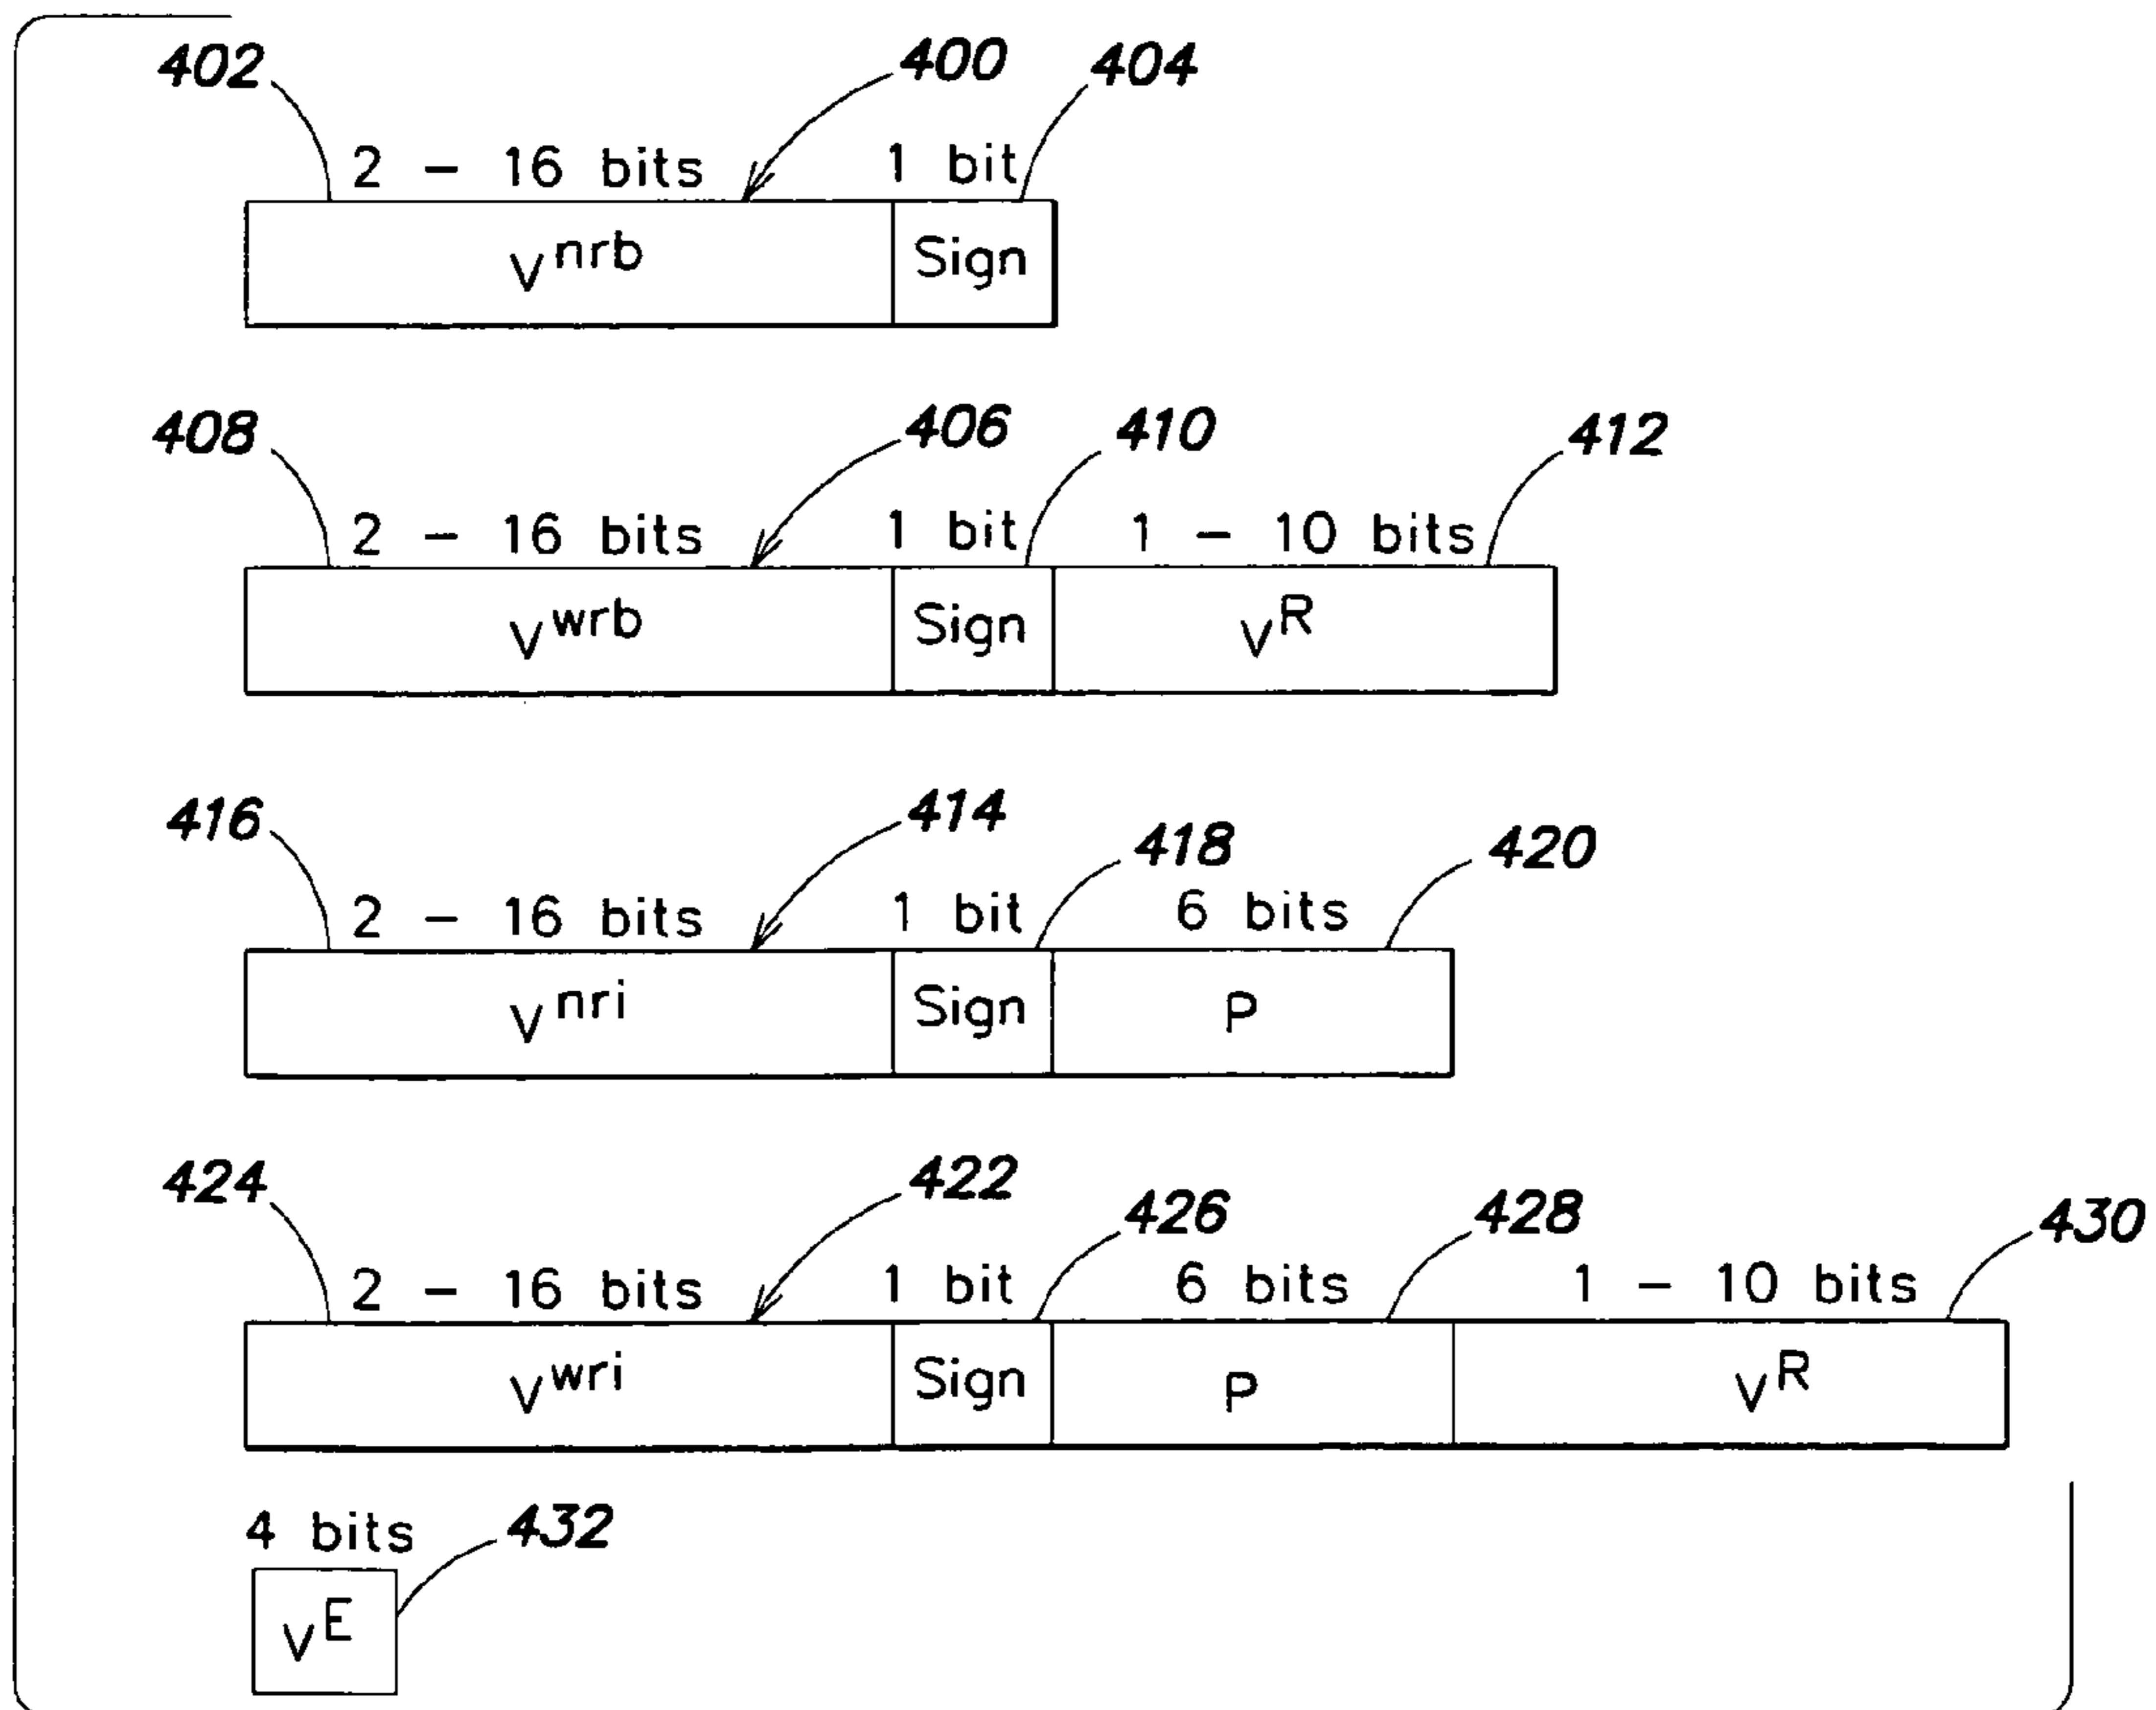 402 400 404
2 – 16 bits 1 bit
V^nrb Sign
408 406 410 412
2 – 16 bits 1 bit 1 – 10 bits
V^wrb Sign V^R
416 414 418 420
2 – 16 bits 1 bit 6 bits
V^nri Sign P
424 422 426 428 430
2 – 16 bits 1 bit 6 bits 1 – 10 bits
V^wri Sign P V^R
4 bits 432
V^E